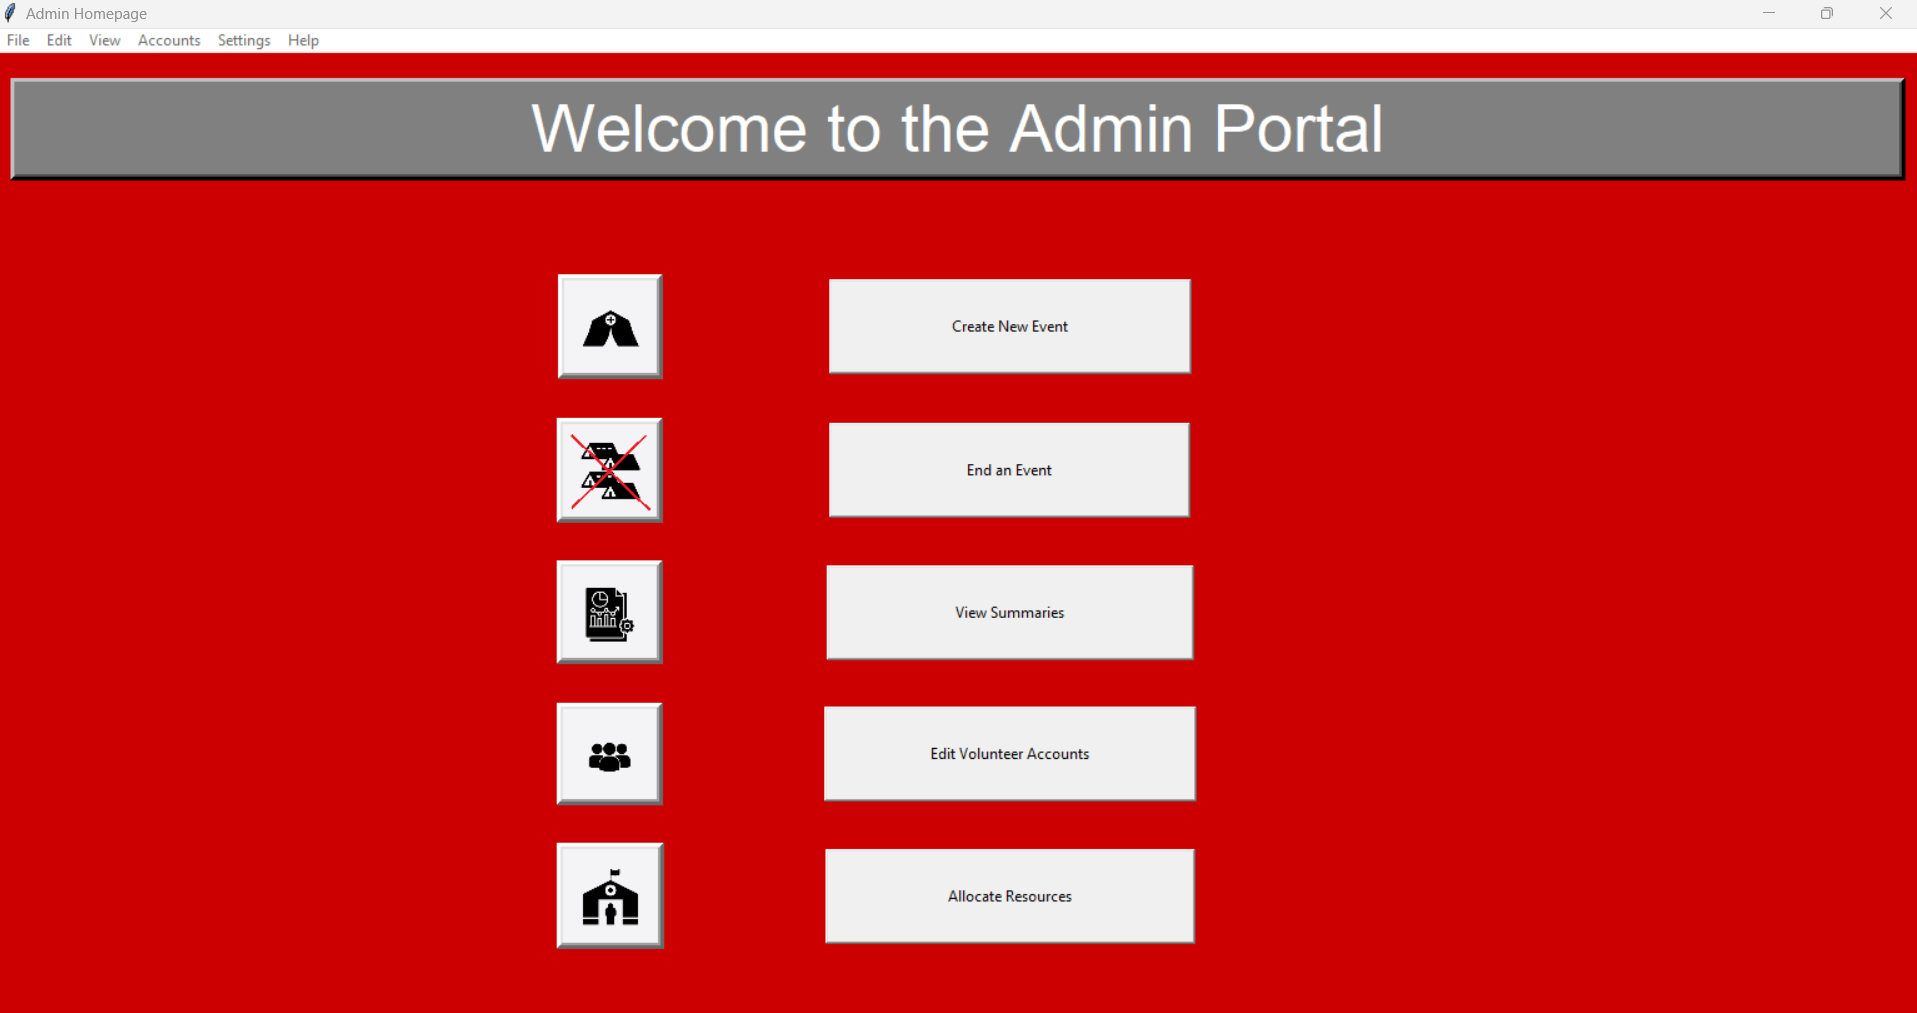 Admin Homepage
File Edit View Accounts Settings Help
Welcome to the Admin Portal
Create New Event
End an Event
View Summaries
Edit Volunteer Accounts
Allocate Resources